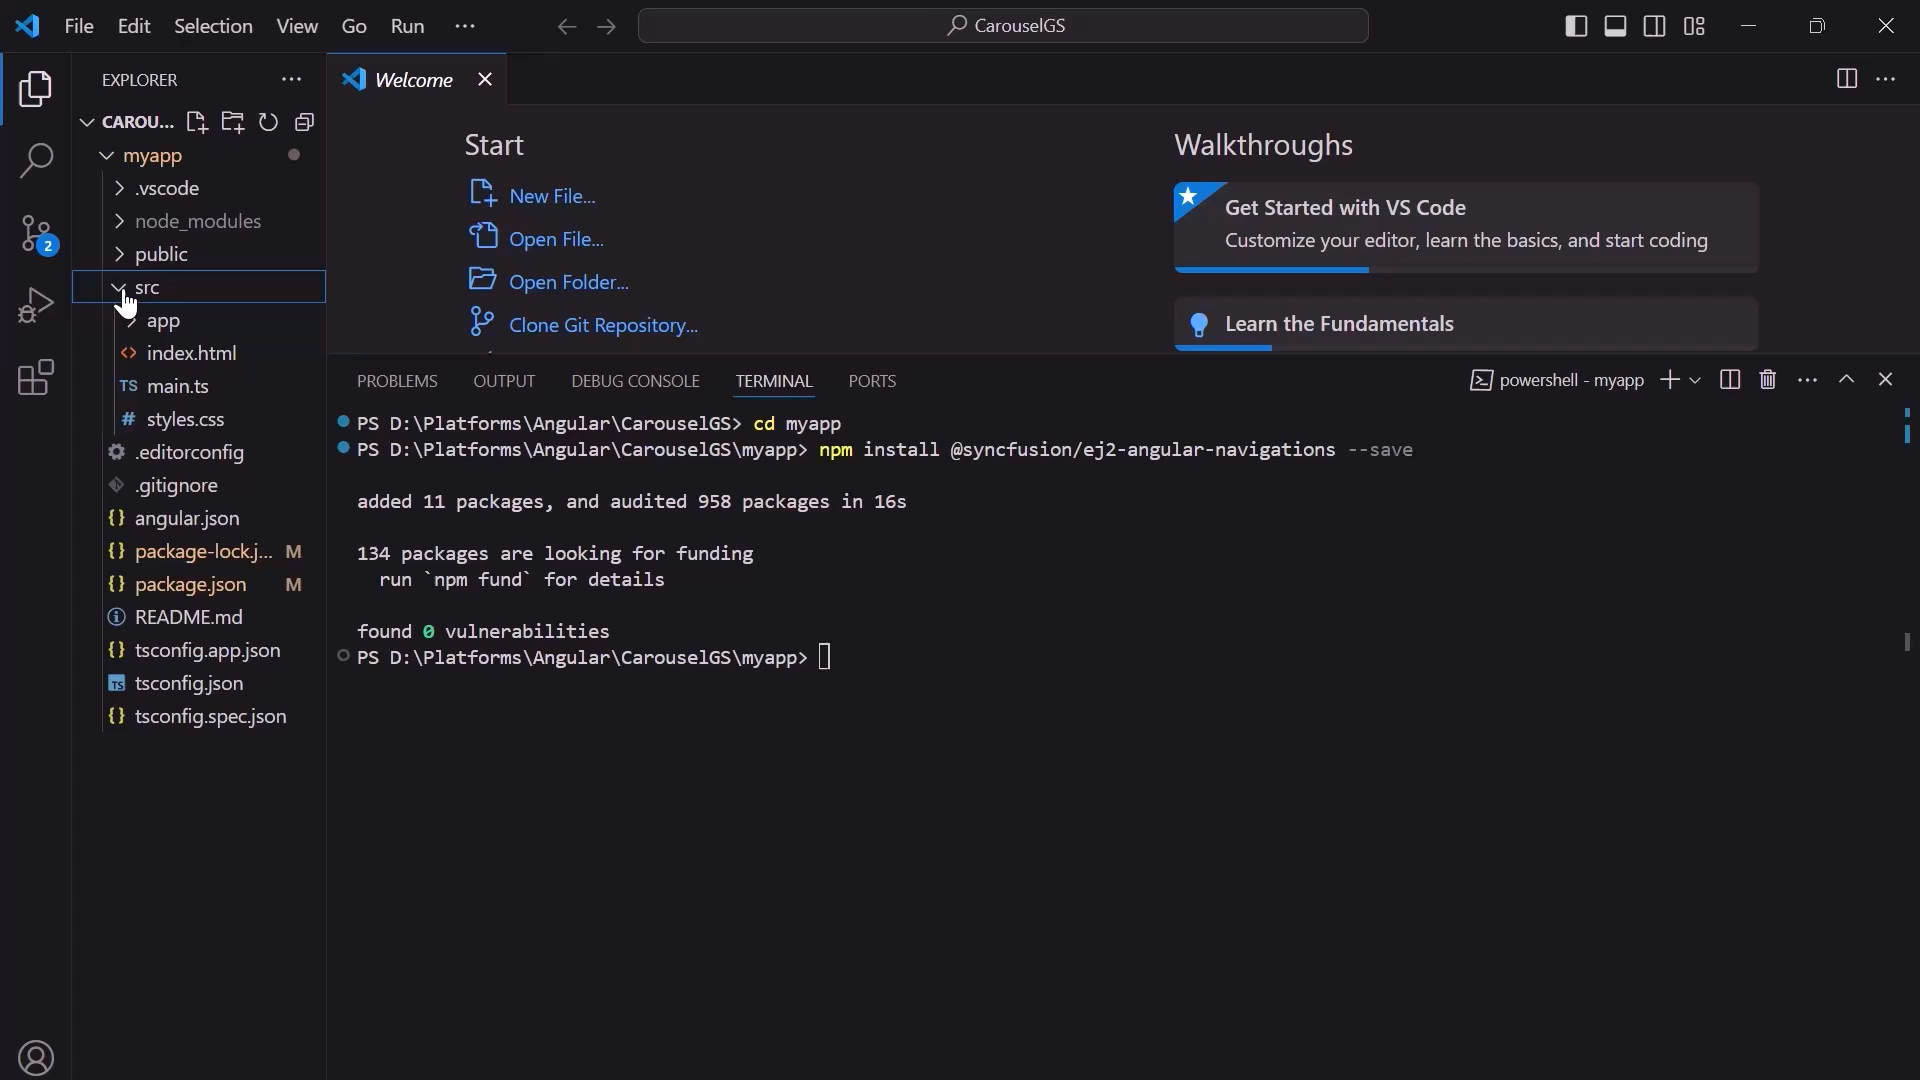 File Edit Selection View Go Run ···
CarouselGS
EXPLORER ···
CAROU...
myapp
.vscode
node_modules
public
src
app
<> index.html
TS main.ts
# styles.css
.editorconfig
.gitignore
{} angular.json
{} package-lock.j... M
{} package.json M
README.md
{} tsconfig.app.json
TS tsconfig.json
{} tsconfig.spec.json
2
Welcome
Start
New File...
Open File...
Open Folder...
Clone Git Repository...
Walkthroughs
Get Started with VS Code
Customize your editor, learn the basics, and start coding
Learn the Fundamentals
PROBLEMS OUTPUT DEBUG CONSOLE TERMINAL PORTS
powershell - myapp
PS D:\Platforms\Angular\CarouselGS> cd myapp
PS D:\Platforms\Angular\CarouselGS\myapp> npm install @syncfusion/ej2-angular-navigations --save
added 11 packages, and audited 958 packages in 16s
134 packages are looking for funding
run `npm fund` for details
found 0 vulnerabilities
PS D:\Platforms\Angular\CarouselGS\myapp>